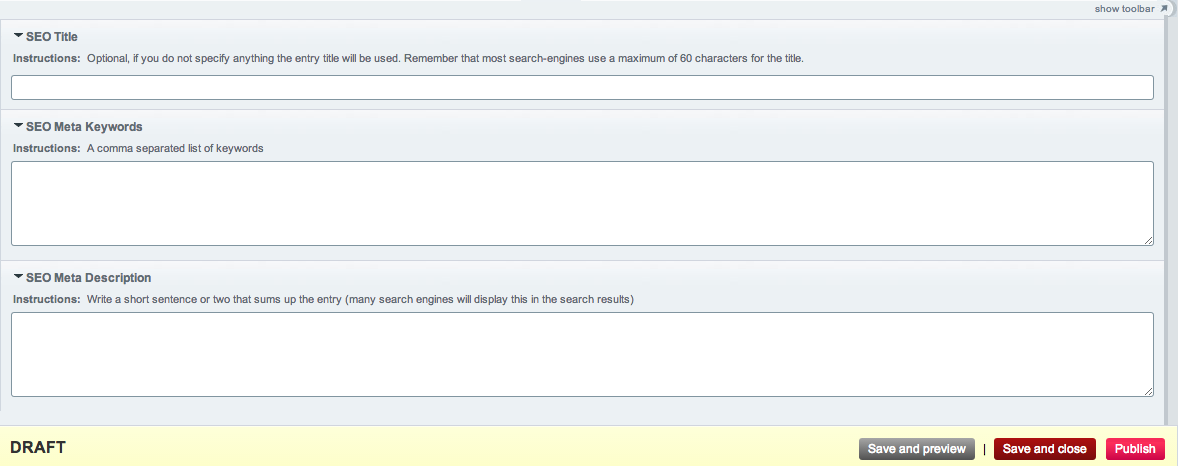 show toolbar
SEO Title
Instructions: Optional, if you do not specify anything the entry title will be used. Remember that most search-engines use a maximum of 60 characters for the title.
SEO Meta Keywords
Instructions: A comma separated list of keywords
SEO Meta Description
Instructions: Write a short sentence or two that sums up the entry (many search engines will display this in the search results)
DRAFT Save and preview | Save and close Publish